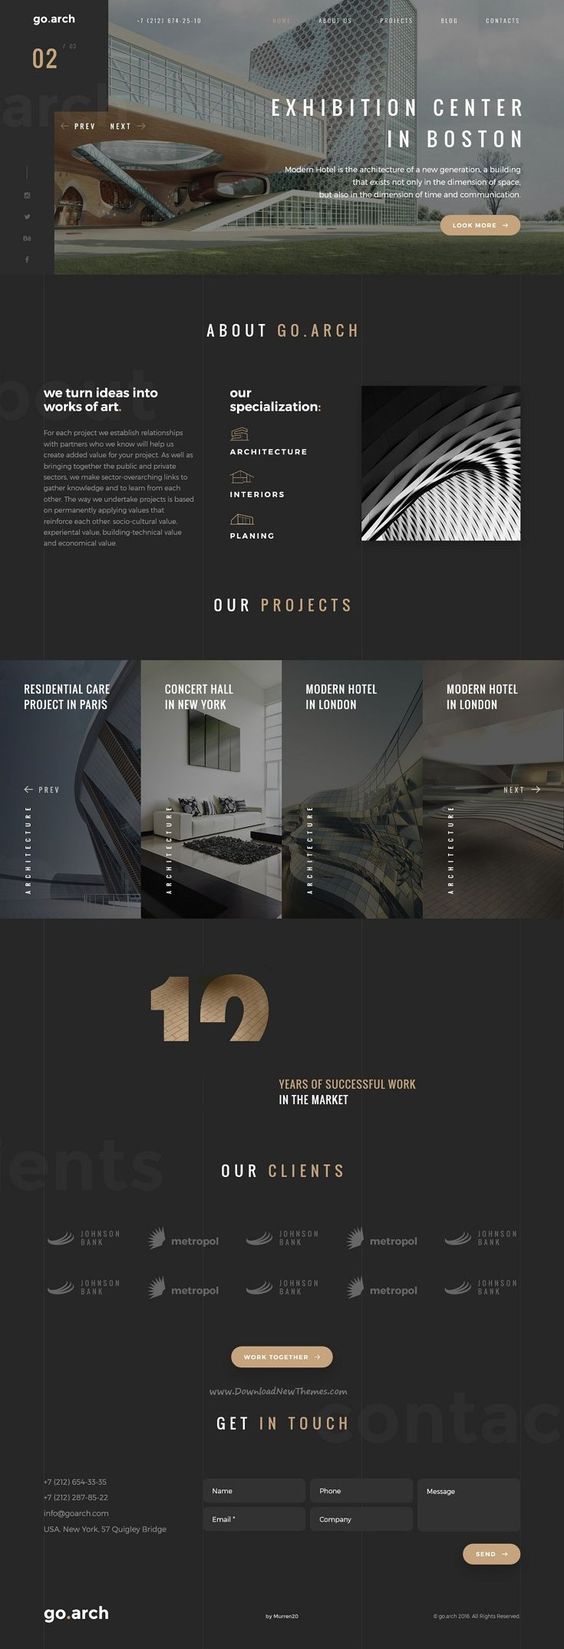 go.arch
+7 (212) 674-25-10
HOME
ABOUT US
PROJECTS
BLOG
CONTACTS
02
/ 03
arch
← PREV NEXT →
EXHIBITION CENTER
IN BOSTON
Modern Hotel is the architecture of a new generation, a building
that exists not only in the dimension of space,
but also in the dimension of time and communication.
LOOK MORE →
Bē
f
ABOUT GO.ARCH
bout
we turn ideas into
works of art.
For each project we establish relationships
with partners who we know will help us
create added value for your project. As well as
bringing together the public and private
sectors, we make sector-overarching links to
gather knowledge and to learn from each
other. The way we undertake projects is based
on permanently applying values that
reinforce each other: socio-cultural value,
experiental value, building-technical value
and economical value.
our
specialization:
ARCHITECTURE
INTERIORS
PLANING
OUR PROJECTS
RESIDENTIAL CARE
PROJECT IN PARIS
← PREV
ARCHITECTURE
CONCERT HALL
IN NEW YORK
ARCHITECTURE
MODERN HOTEL
IN LONDON
ARCHITECTURE
MODERN HOTEL
IN LONDON
NEXT →
ARCHITECTURE
12
YEARS OF SUCCESSFUL WORK
IN THE MARKET
lients
OUR CLIENTS
JOHNSON
BANK
metropol
JOHNSON
BANK
metropol
JOHNSON
BANK
JOHNSON
BANK
metropol
JOHNSON
BANK
metropol
JOHNSON
BANK
WORK TOGETHER →
www.DownloadNewThemes.com
contac
GET IN TOUCH
+7 (212) 654-33-35
+7 (212) 287-85-22
info@goarch.com
USA, New York, 57 Quigley Bridge
Name
Phone
Message
Email *
Company
SEND →
go.arch
by Murren20
© go.arch 2018. All Rights Reserved.